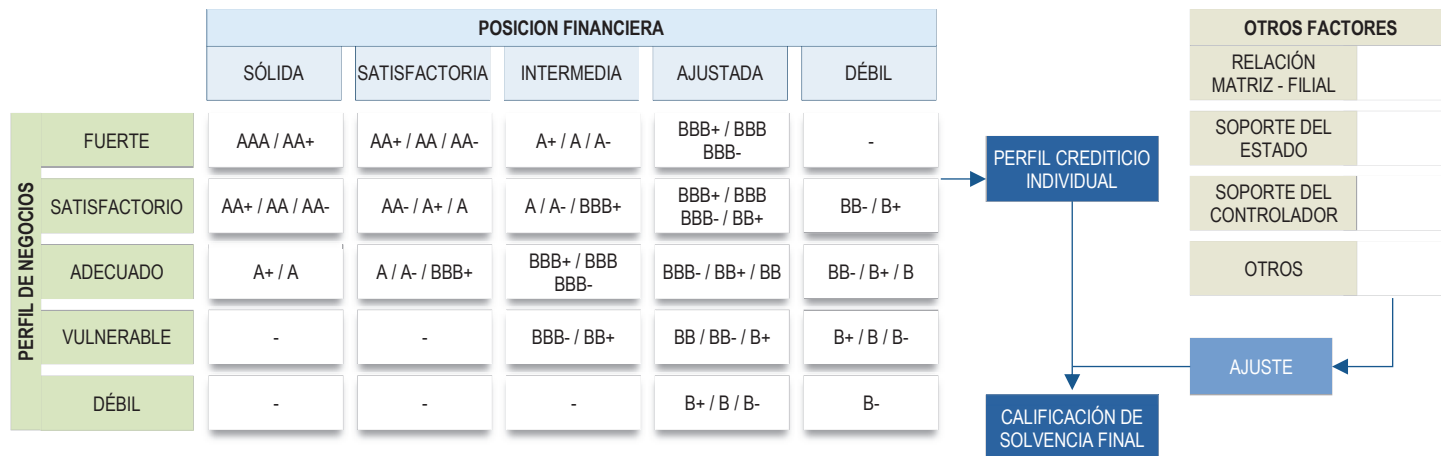 POSICION FINANCIERA
SÓLIDA
SATISFACTORIA
INTERMEDIA
AJUSTADA
DÉBIL
PERFIL DE NEGOCIOS
FUERTE
AAA / AA+
AA+ / AA / AA-
A+ / A / A-
BBB+ / BBB
BBB-
-
SATISFACTORIO
AA+ / AA / AA-
AA- / A+ / A
A / A- / BBB+
BBB+ / BBB
BBB- / BB+
BB- / B+
ADECUADO
A+ / A
A / A- / BBB+
BBB+ / BBB
BBB-
BBB- / BB+ / BB
BB- / B+ / B
VULNERABLE
-
-
BBB- / BB+
BB / BB- / B+
B+ / B / B-
DÉBIL
-
-
-
B+ / B / B-
B-
PERFIL CREDITICIO
INDIVIDUAL
CALIFICACIÓN DE
SOLVENCIA FINAL
OTROS FACTORES
RELACIÓN
MATRIZ - FILIAL
SOPORTE DEL
ESTADO
SOPORTE DEL
CONTROLADOR
OTROS
AJUSTE